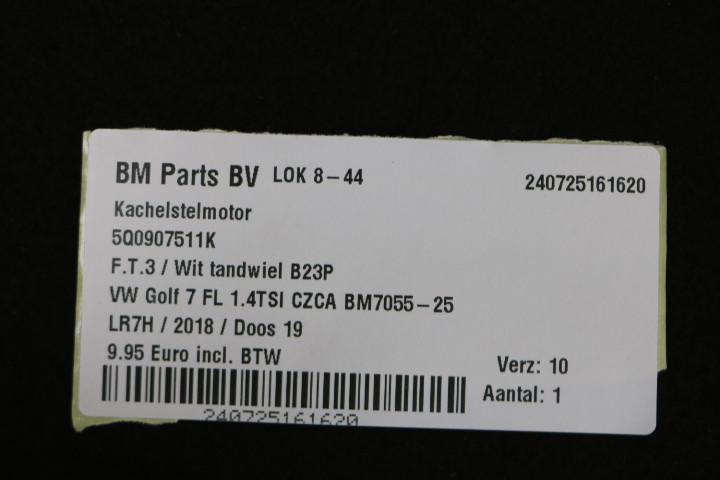 BM Parts BV LOK 8-44 240725161620
Kachelstelmotor
5Q0907511K
F.T.3 / Wit tandwiel B23P
VW Golf 7 FL 1.4TSI CZCA BM7055-25
LR7H / 2018 / Doos 19
9.95 Euro incl. BTW Verz: 10
Aantal: 1
240725161620